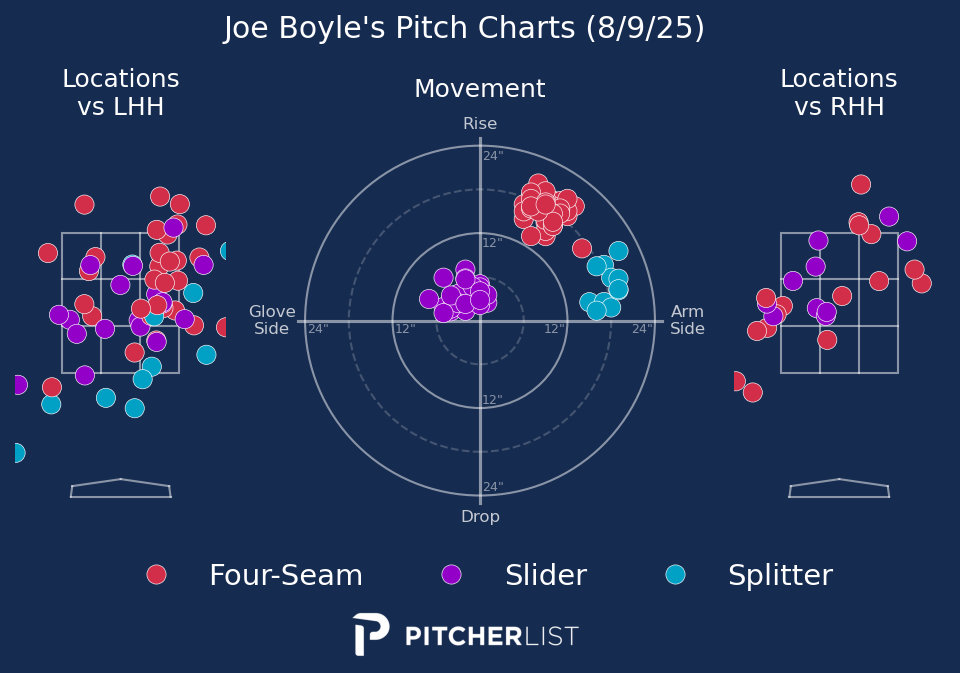 Joe Boyle's Pitch Charts (8/9/25)
Locations
vs LHH
Movement
Locations
vs RHH
Rise
24"
12"
Glove
Side
24"
12"
12"
24"
Arm
Side
12"
24"
Drop
Four-Seam
Slider
Splitter
PITCHERLIST